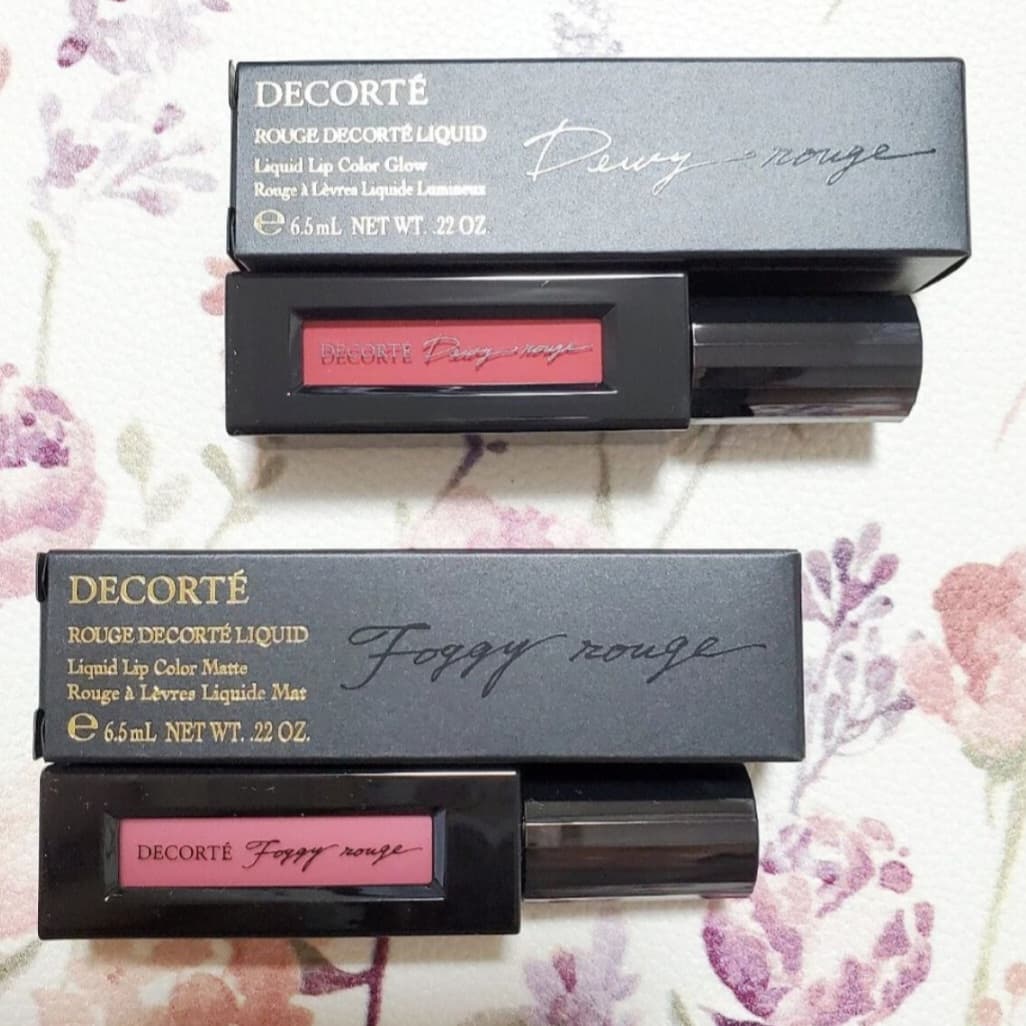 DECORTÉ
ROUGE DECORTÉ LIQUID
Liquid Lip Color Glow
Rouge à Lèvres Liquide Lumineux
℮ 6.5mL NET WT. .22 OZ.
Dewy rouge
DECORTÉ Dewy rouge
DECORTÉ
ROUGE DECORTÉ LIQUID
Liquid Lip Color Matte
Rouge à Lèvres Liquide Mat
℮ 6.5mL NET WT. .22 OZ.
Foggy rouge
DECORTÉ Foggy rouge